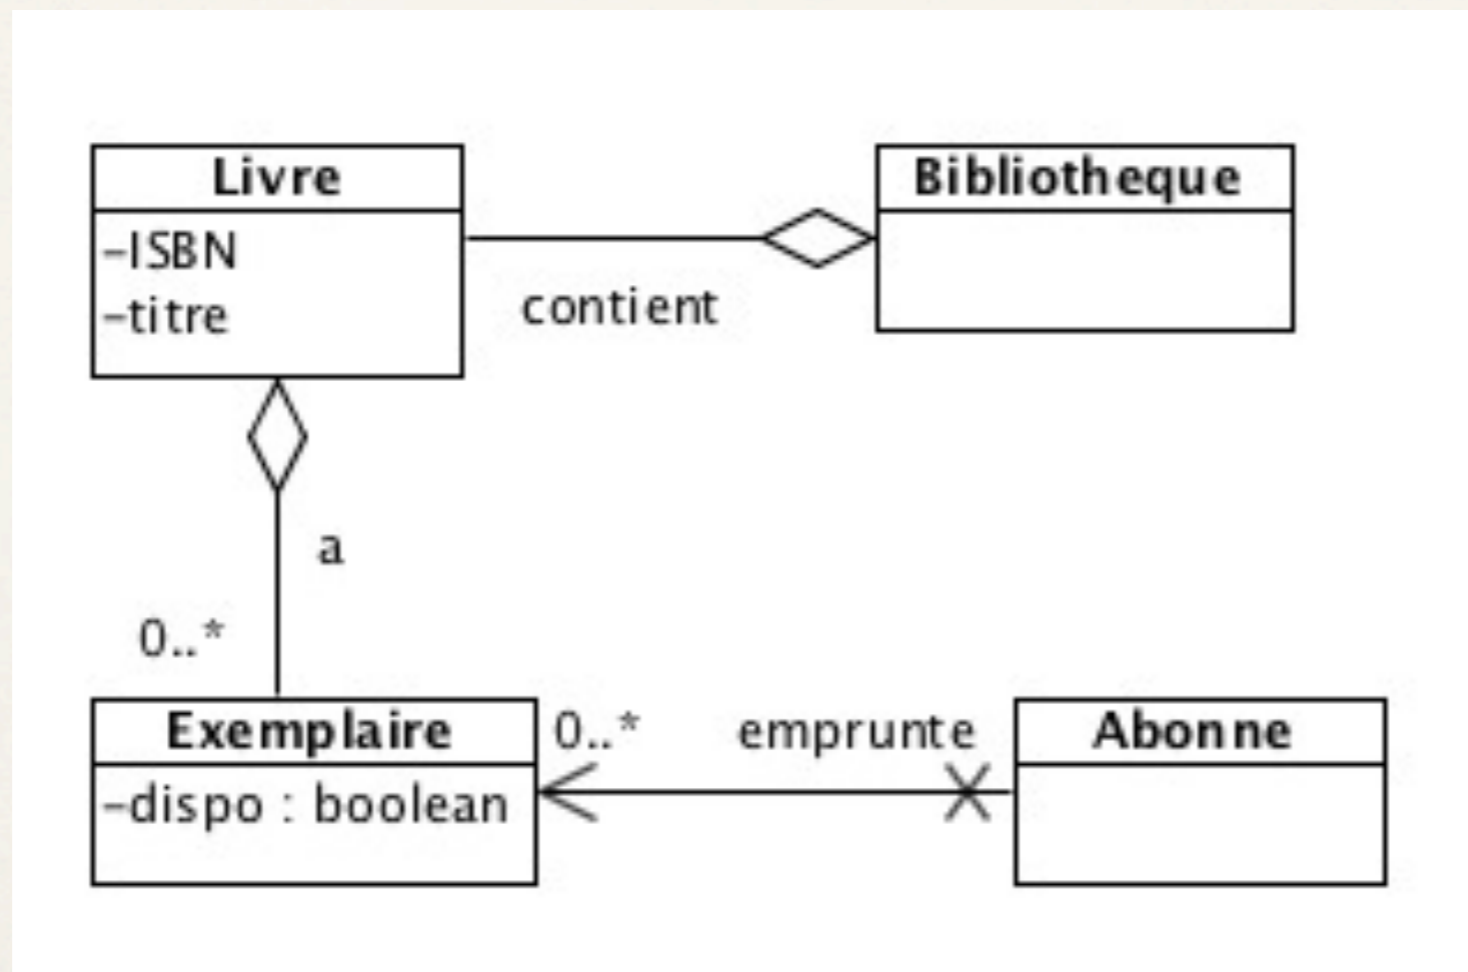 Livre
-ISBN
-titre
Bibliotheque
contient
a
0..*
Exemplaire
-dispo : boolean
0..*
emprunte
Abonne